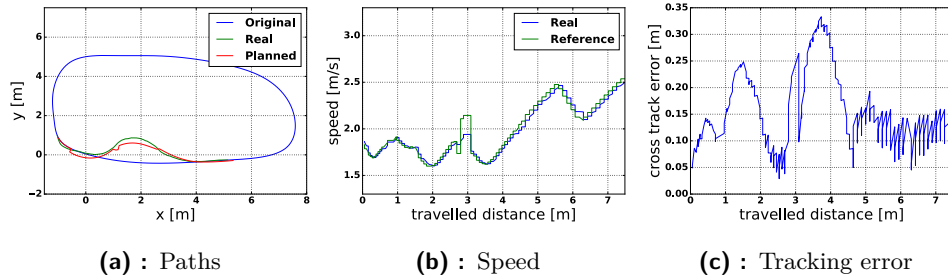 Original
Real
Planned
6
4
2
0
−2
−2 0 2 4 6 8
y [m]
x [m]
Real
Reference
3.0
2.5
2.0
1.5
0 1 2 3 4 5 6 7
speed [m/s]
travelled distance [m]
0.35
0.30
0.25
0.20
0.15
0.10
0.05
0.00
0 1 2 3 4 5 6 7
cross track error [m]
travelled distance [m]
(a) : Paths
(b) : Speed
(c) : Tracking error